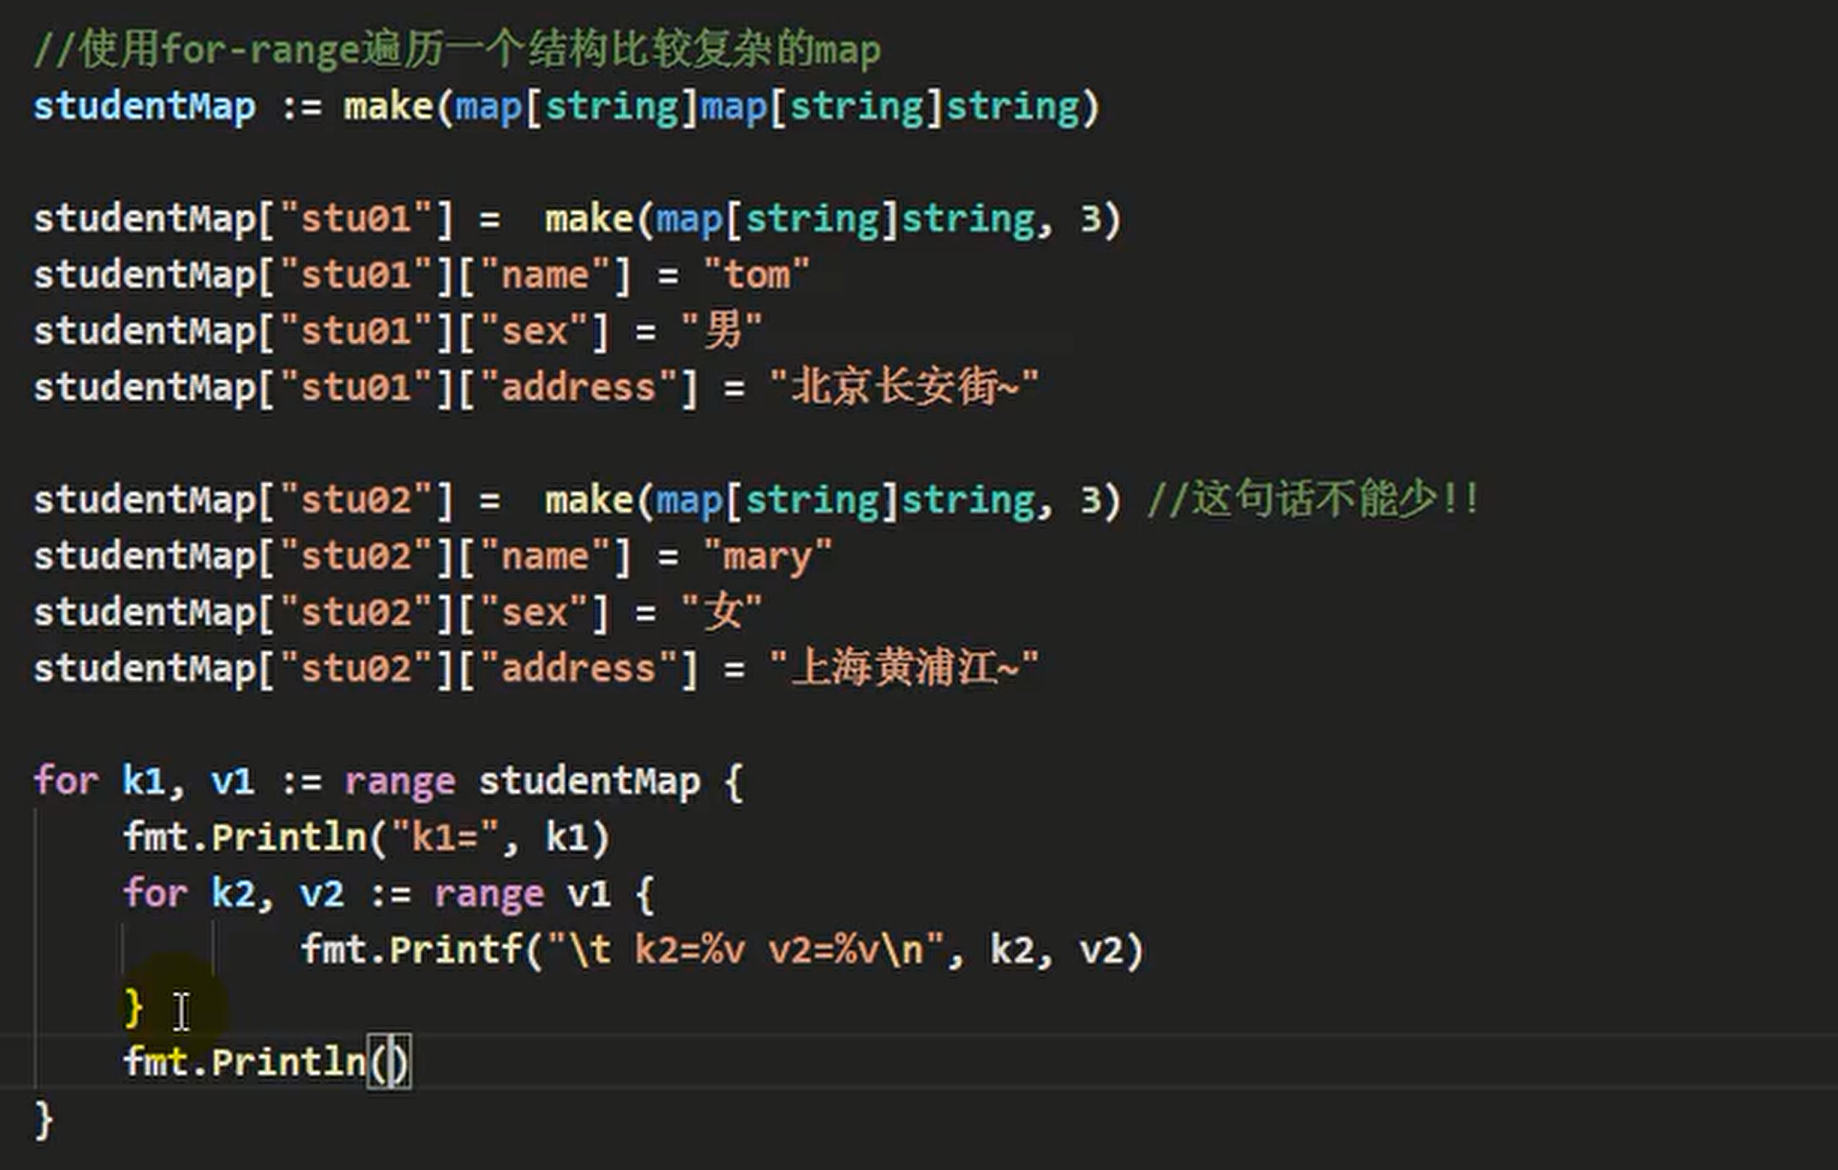 //使用for-range遍历一个结构比较复杂的map
studentMap := make(map[string]map[string]string)
studentMap["stu01"] =  make(map[string]string, 3)
studentMap["stu01"]["name"] = "tom"
studentMap["stu01"]["sex"] = "男"
studentMap["stu01"]["address"] = "北京长安街~"
studentMap["stu02"] =  make(map[string]string, 3) //这句话不能少!!
studentMap["stu02"]["name"] = "mary"
studentMap["stu02"]["sex"] = "女"
studentMap["stu02"]["address"] = "上海黄浦江~"
for k1, v1 := range studentMap {
    fmt.Println("k1=", k1)
    for k2, v2 := range v1 {
            fmt.Printf("\t k2=%v v2=%v\n", k2, v2)
    }
    fmt.Println()
}